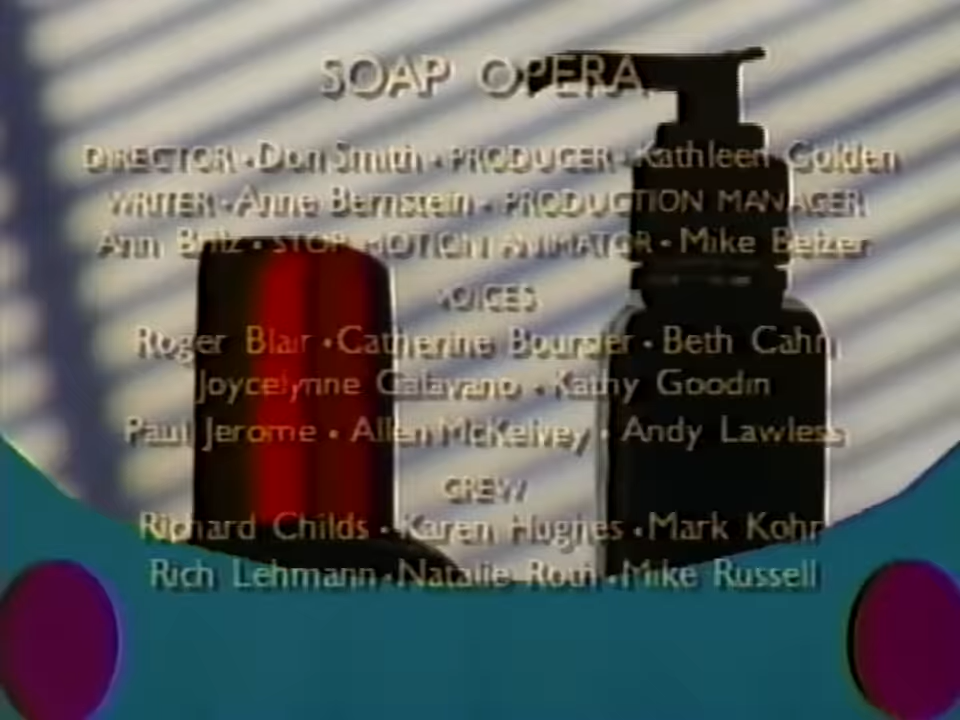 SOAP OPERA
DIRECTOR • Don Smith • PRODUCER • Kathleen Golden
WRITER • Anne Bernstein • PRODUCTION MANAGER
Ann • STOP MOTION ANIMATOR • Mike Belzer
VOICES
Roger Blair • Catherine Boursier • Beth Cahn
Joycelynne Calavano • Kathy Goodin
Paul Jerome • Allen McKelvey • Andy Lawless
CREW
Richard Childs • Karen Hughes • Mark Kohr
Rich Lehmann • Natalie Roth • Mike Russell